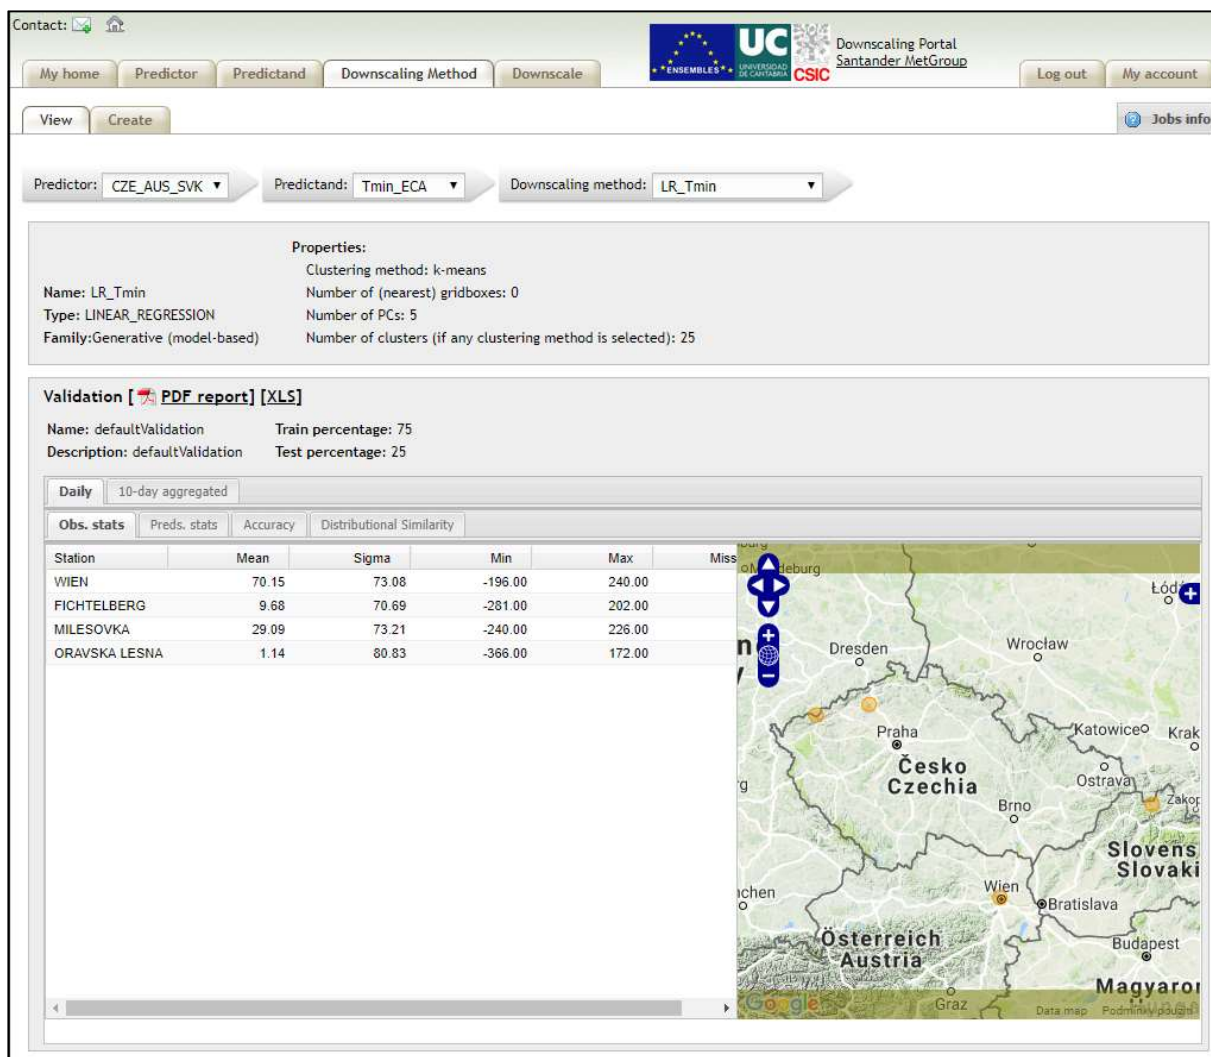 Contact:
ENSEMBLES
UC
UNIVERSIDAD
DE CANTABRIA
CSIC
Downscaling Portal
Santander MetGroup
My home Predictor Predictand Downscaling Method Downscale Log out My account
View Create Jobs info
Predictor: CZE_AUS_SVK Predictand: Tmin_ECA Downscaling method: LR_Tmin
Properties:
Clustering method: k-means
Name: LR_Tmin Number of (nearest) gridboxes: 0
Type: LINEAR_REGRESSION Number of PCs: 5
Family:Generative (model-based) Number of clusters (if any clustering method is selected): 25
Validation [ PDF report] [XLS]
Name: defaultValidation Train percentage: 75
Description: defaultValidation Test percentage: 25
Daily 10-day aggregated
Obs. stats Preds. stats Accuracy Distributional Similarity
Station Mean Sigma Min Max Miss
WIEN 70.15 73.08 -196.00 240.00
FICHTELBERG 9.68 70.69 -281.00 202.00
MILESOVKA 29.09 73.21 -240.00 226.00
ORAVSKA LESNA 1.14 80.83 -366.00 172.00
deburg
Łódź
Dresden
Wrocław
Praha
Katowice
Krak
Česko
Czechia
Ostrava
Zakop
Brno
Slovens
Slovaki
Wien
nchen
Bratislava
Österreich
Austria
Budapest
Magyaror
Google
Graz
Data map
Podmínky použití